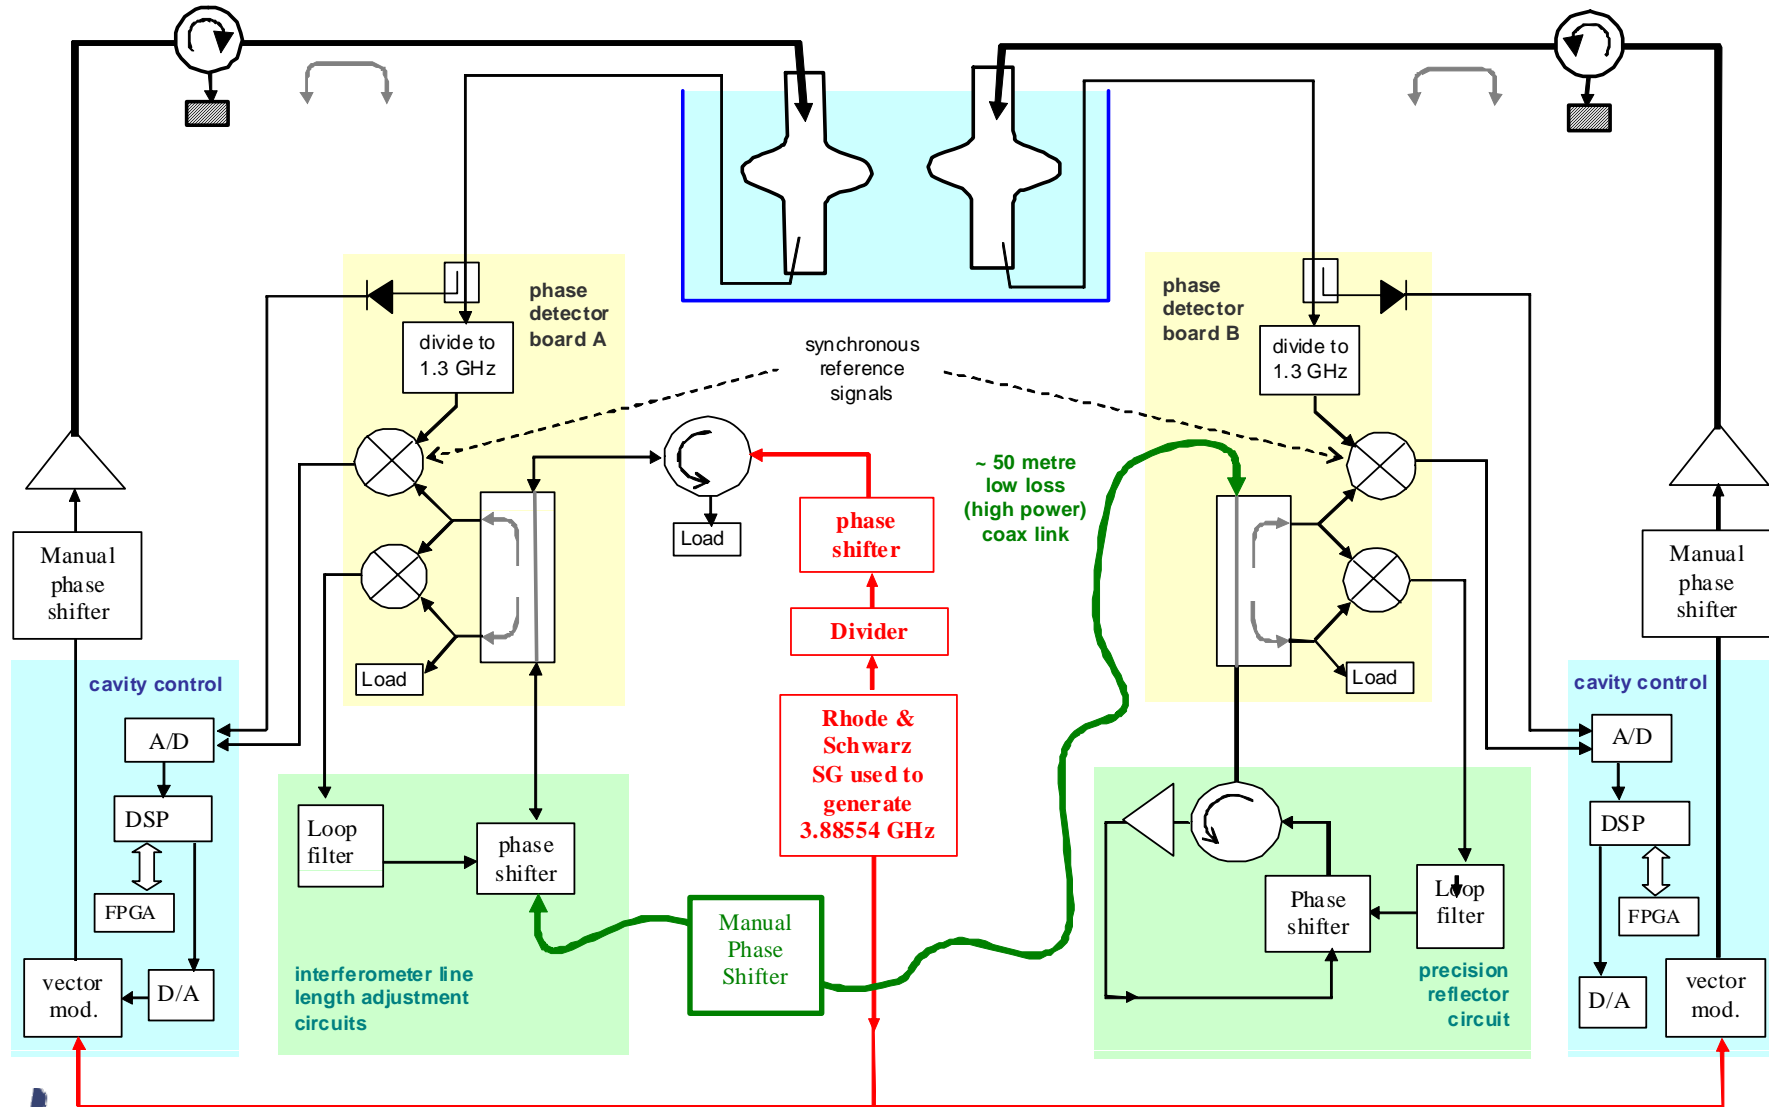 phase
detector
board A
divide to
1.3 GHz
synchronous
reference
signals
phase
detector
board B
divide to
1.3 GHz
~ 50 metre
low loss
(high power)
coax link
Load
phase
shifter
Manual
phase
shifter
Manual
phase
shifter
Divider
Load
Load
cavity control
cavity control
Rhode &
Schwarz
SG used to
generate
3.88554 GHz
A/D
A/D
DSP
DSP
Loop
filter
phase
shifter
FPGA
FPGA
Phase
shifter
Loop
filter
Manual
Phase
Shifter
interferometer line
length adjustment
circuits
precision
reflector
circuit
vector
mod.
D/A
D/A
vector
mod.